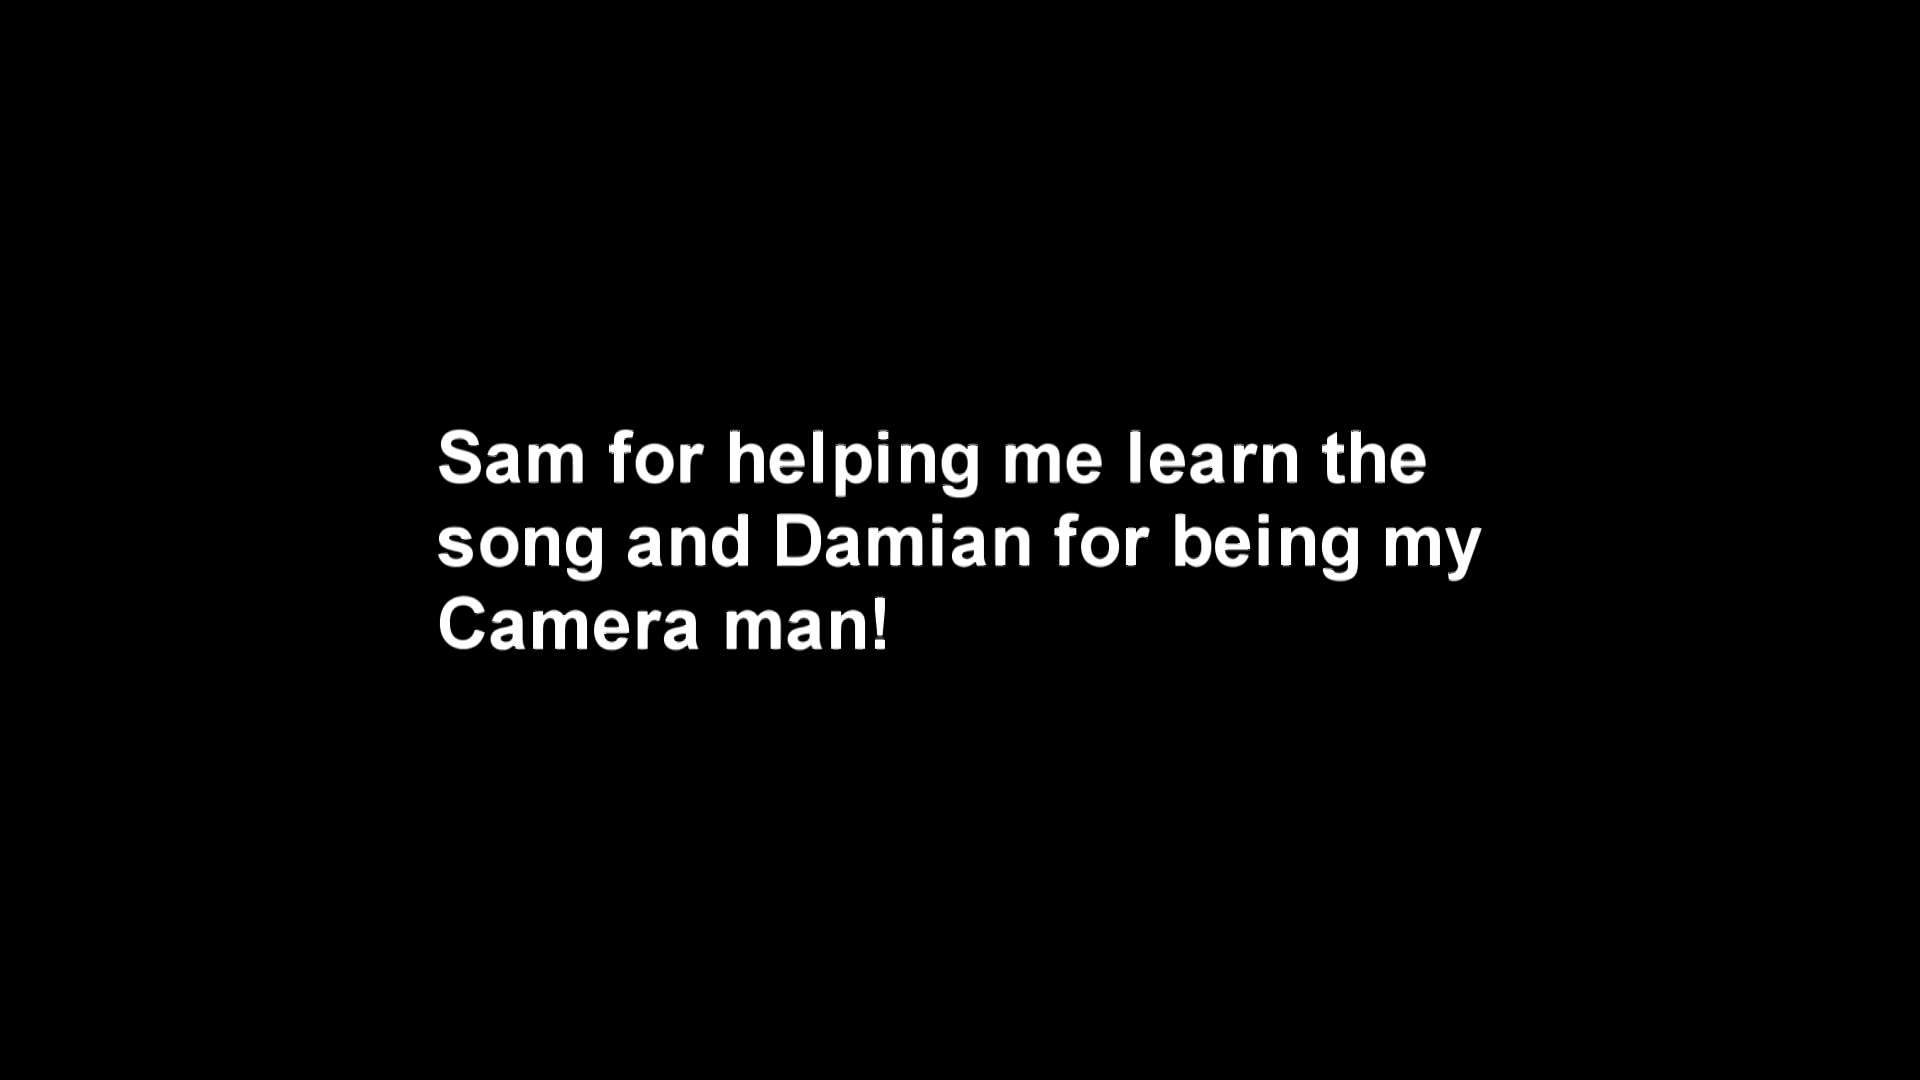 Sam for helping me learn the
song and Damian for being my
Camera man!